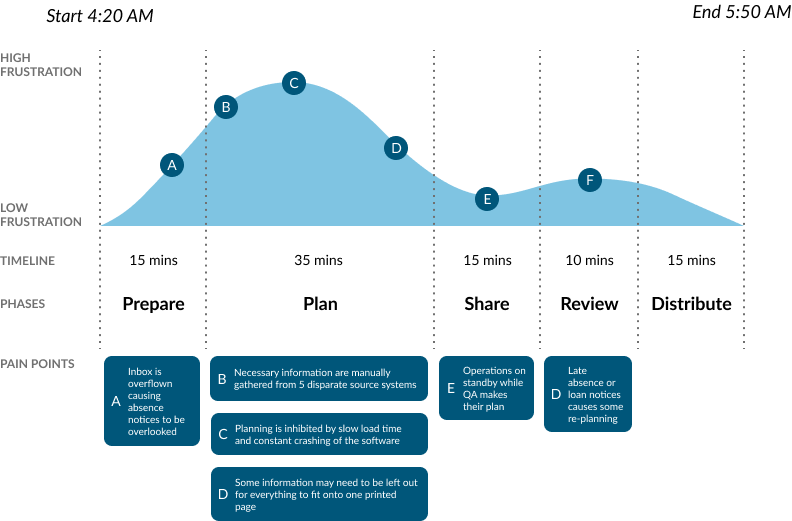 Start 4:20 AM
End 5:50 AM
HIGH
FRUSTRATION
C
B
D
A
F
E
LOW
FRUSTRATION
TIMELINE
15 mins
35 mins
15 mins
10 mins
15 mins
PHASES
Prepare
Plan
Share
Review
Distribute
PAIN POINTS
A
Inbox is
overflown
causing
absence
notices to be
overlooked
B
Necessary information are manually
gathered from 5 disparate source systems
C
Planning is inhibited by slow load time
and constant crashing of the software
D
Some information may need to be left out
for everything to fit onto one printed
page
E
Operations on
standby while
QA makes
their plan
D
Late
absence or
loan notices
causes some
re-planning